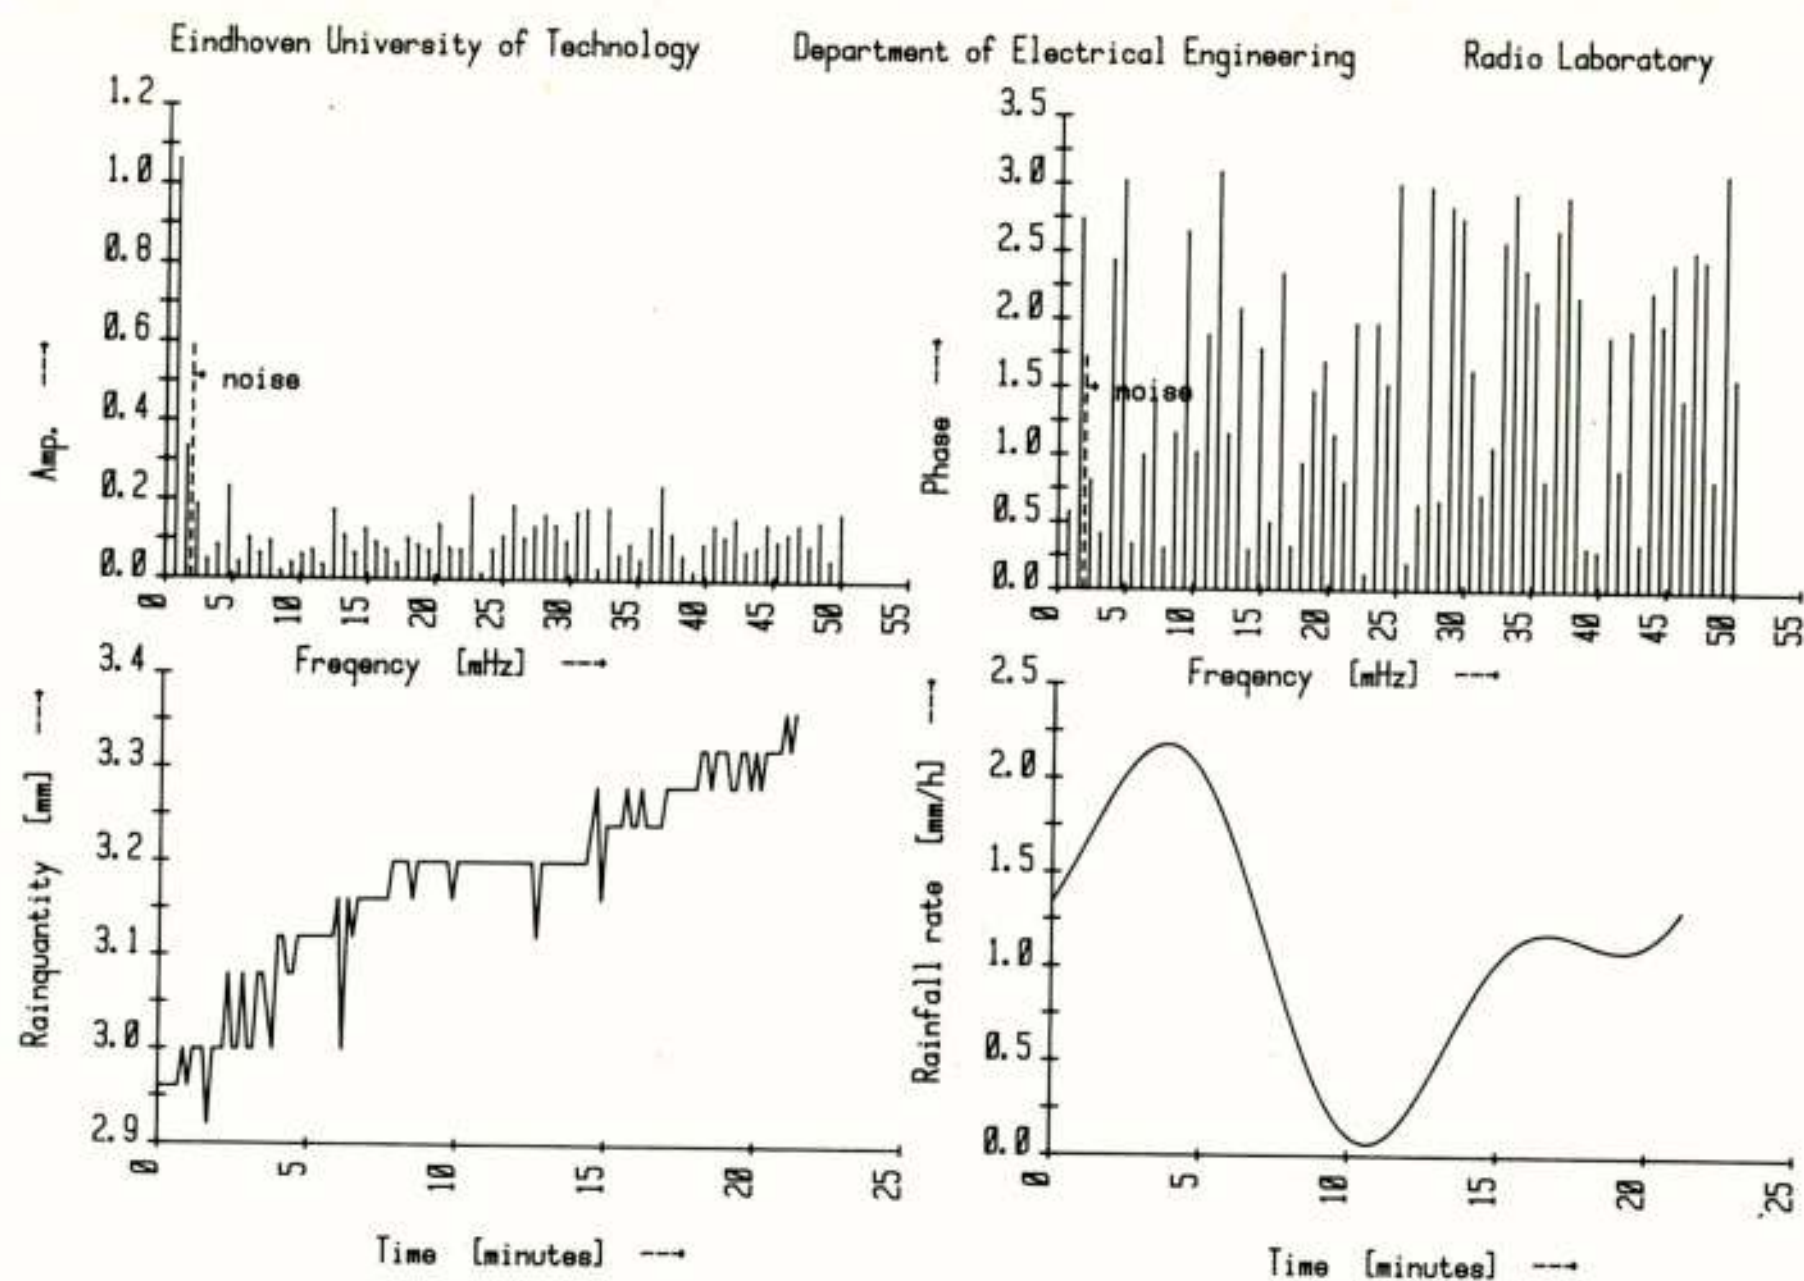 Eindhoven University of Technology Department of Electrical Engineering Radio Laboratory
1.2
1.0
0.8
0.6
0.4
0.2
0.0
Amp. --→
noise
0 5 10 15 20 25 30 35 40 45 50 55
Freqency [mHz] --→
3.5
3.0
2.5
2.0
1.5
1.0
0.5
0.0
Phase --→
noise
0 5 10 15 20 25 30 35 40 45 50 55
Freqency [mHz] --→
3.4
3.3
3.2
3.1
3.0
2.9
Rainquantity [mm] --→
0 5 10 15 20 25
Time [minutes] --→
2.5
2.0
1.5
1.0
0.5
0.0
Rainfall rate [mm/h] --→
0 5 10 15 20 25
Time [minutes] --→